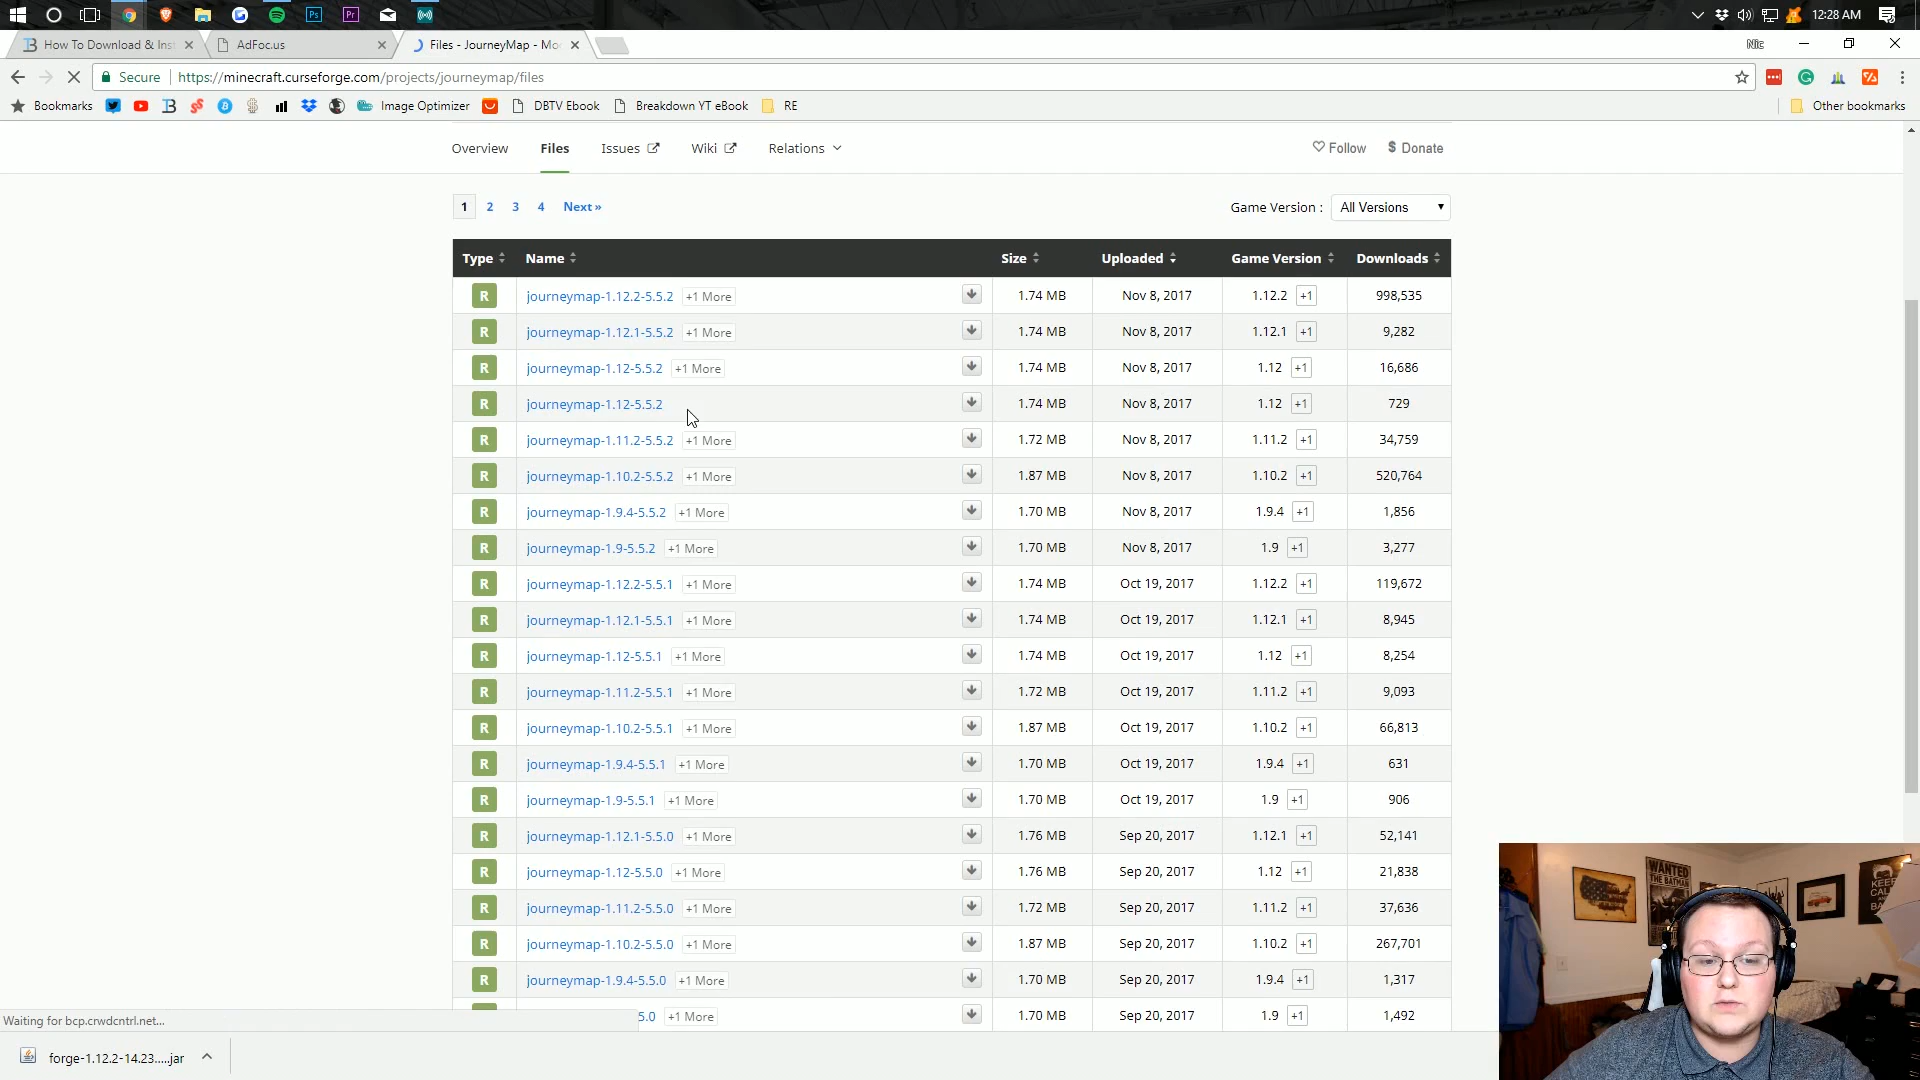 12:28 AM
How To Download & Inst
AdFoc.us
Files - JourneyMap - Mo
Nic
Secure
https://minecraft.curseforge.com/projects/journeymap/files
Bookmarks
Image Optimizer
DBTV Ebook
Breakdown YT eBook
RE
Other bookmarks
Overview
Files
Issues
Wiki
Relations
Follow
$ Donate
1 2 3 4 Next »
Game Version : All Versions
Type Name Size Uploaded Game Version Downloads
R journeymap-1.12.2-5.5.2 +1 More 1.74 MB Nov 8, 2017 1.12.2 +1 998,535
R journeymap-1.12.1-5.5.2 +1 More 1.74 MB Nov 8, 2017 1.12.1 +1 9,282
R journeymap-1.12-5.5.2 +1 More 1.74 MB Nov 8, 2017 1.12 +1 16,686
R journeymap-1.12-5.5.2 1.74 MB Nov 8, 2017 1.12 +1 729
R journeymap-1.11.2-5.5.2 +1 More 1.72 MB Nov 8, 2017 1.11.2 +1 34,759
R journeymap-1.10.2-5.5.2 +1 More 1.87 MB Nov 8, 2017 1.10.2 +1 520,764
R journeymap-1.9.4-5.5.2 +1 More 1.70 MB Nov 8, 2017 1.9.4 +1 1,856
R journeymap-1.9-5.5.2 +1 More 1.70 MB Nov 8, 2017 1.9 +1 3,277
R journeymap-1.12.2-5.5.1 +1 More 1.74 MB Oct 19, 2017 1.12.2 +1 119,672
R journeymap-1.12.1-5.5.1 +1 More 1.74 MB Oct 19, 2017 1.12.1 +1 8,945
R journeymap-1.12-5.5.1 +1 More 1.74 MB Oct 19, 2017 1.12 +1 8,254
R journeymap-1.11.2-5.5.1 +1 More 1.72 MB Oct 19, 2017 1.11.2 +1 9,093
R journeymap-1.10.2-5.5.1 +1 More 1.87 MB Oct 19, 2017 1.10.2 +1 66,813
R journeymap-1.9.4-5.5.1 +1 More 1.70 MB Oct 19, 2017 1.9.4 +1 631
R journeymap-1.9-5.5.1 +1 More 1.70 MB Oct 19, 2017 1.9 +1 906
R journeymap-1.12.1-5.5.0 +1 More 1.76 MB Sep 20, 2017 1.12.1 +1 52,141
R journeymap-1.12-5.5.0 +1 More 1.76 MB Sep 20, 2017 1.12 +1 21,838
R journeymap-1.11.2-5.5.0 +1 More 1.72 MB Sep 20, 2017 1.11.2 +1 37,636
R journeymap-1.10.2-5.5.0 +1 More 1.87 MB Sep 20, 2017 1.10.2 +1 267,701
R journeymap-1.9.4-5.5.0 +1 More 1.70 MB Sep 20, 2017 1.9.4 +1 1,317
5.0 +1 More 1.70 MB Sep 20, 2017 1.9 +1 1,492
Waiting for bcp.crwdcntrl.net...
forge-1.12.2-14.23.....jar
WANTED
THE BATMAN
KEEP
CAL